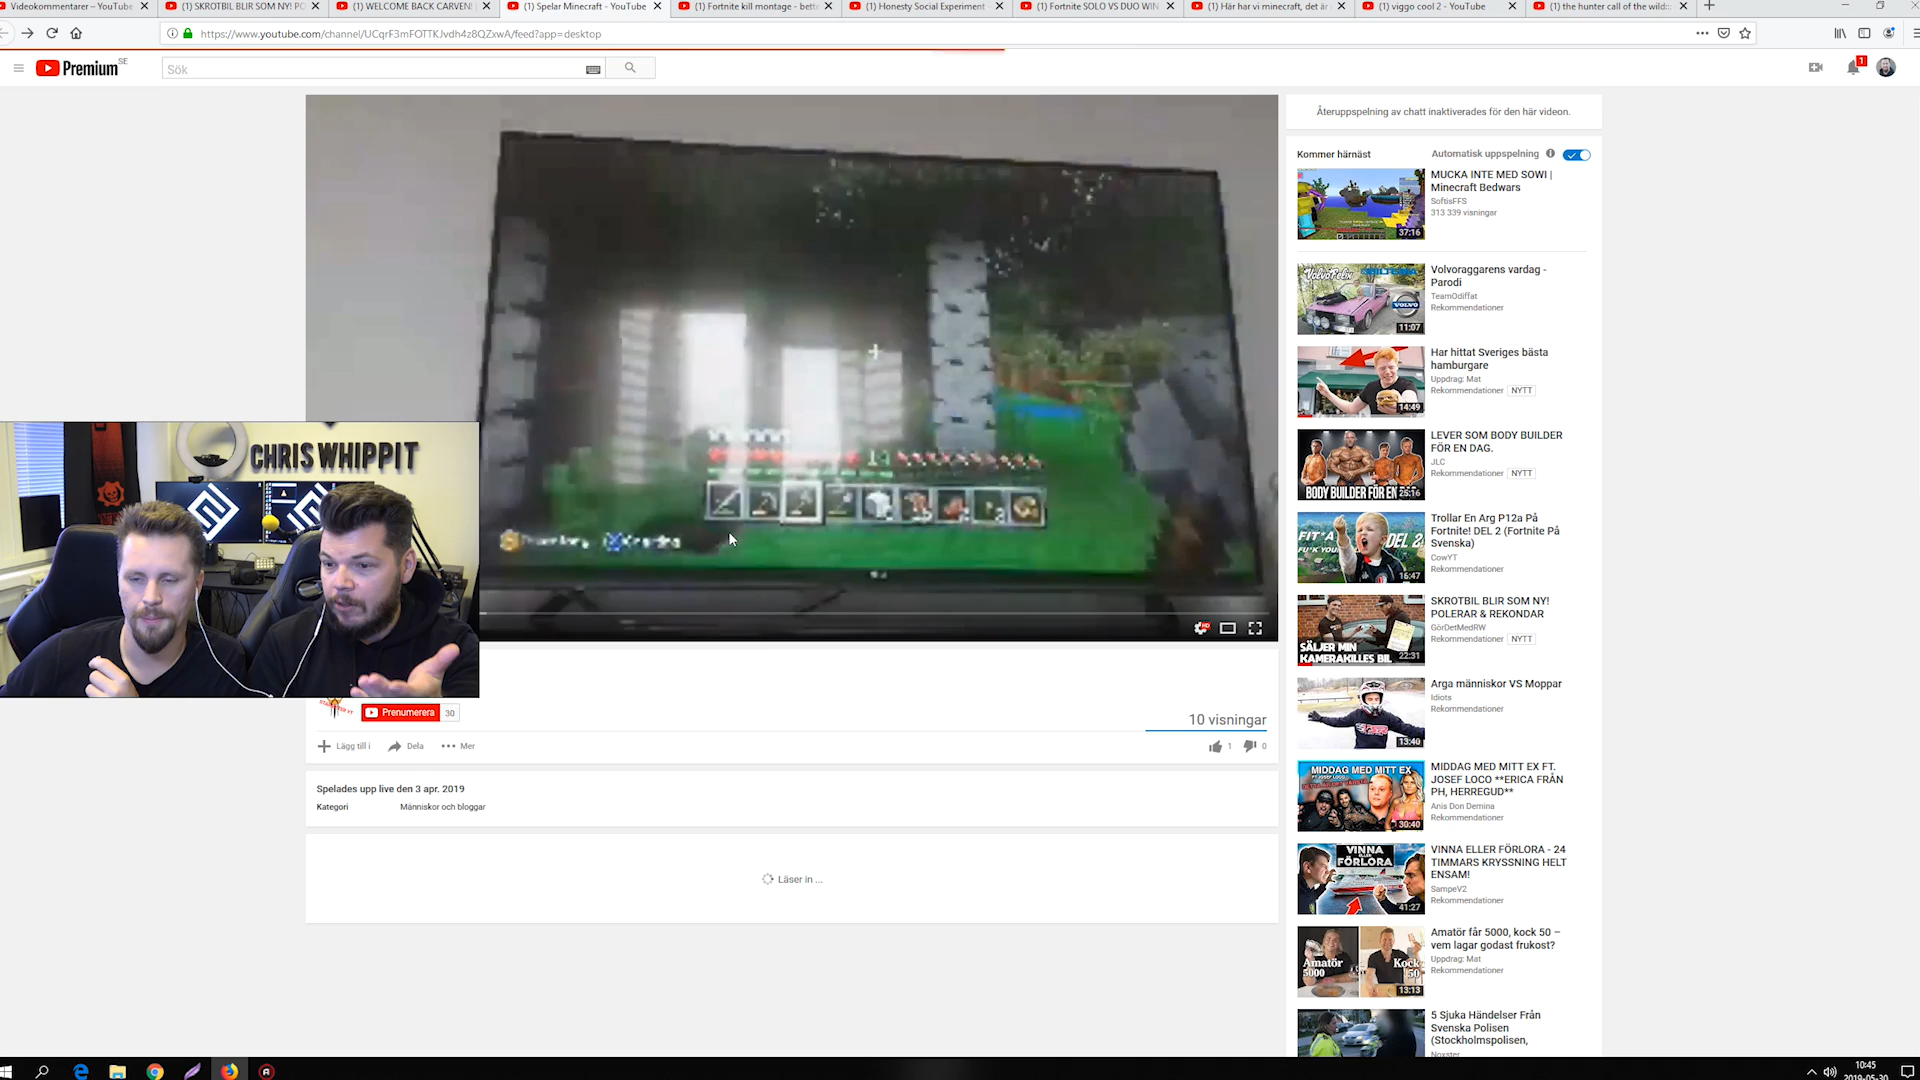 Videokommentarer – YouTube
(1) SKROTBIL BLIR SOM NY! PO
(1) WELCOME BACK CARVEN!
(1) Spelar Minecraft - YouTube
(1) Fortnite kill montage - bett
(1) Honesty Social Experiment -
(1) Fortnite SOLO VS DUO WIN
(1) Här har vi minecraft, det är
(1) viggo cool 2 - YouTube
(1) the hunter call of the wild::
https://www.youtube.com/channel/UCqrF3mFOTTKJvdh4z8QZxwA/feed?app=desktop
Premium SE
Sök
1
Återuppspelning av chatt inaktiverades för den här videon.
Kommer härnäst
Automatisk uppspelning
MUCKA INTE MED SOWI |
Minecraft Bedwars
SoftisFFS
313 339 visningar
37:16
Volvoraggarens vardag -
Parodi
TeamOdiffat
Rekommendationer
11:07
Har hittat Sveriges bästa
hamburgare
Uppdrag: Mat
Rekommendationer NYTT
14:49
LEVER SOM BODY BUILDER
FÖR EN DAG.
JLC
Rekommendationer NYTT
BODY BUILDER FÖR EN
25:16
Trollar En Arg P12a På
Fortnite! DEL 2 (Fortnite På
Svenska)
CowYT
Rekommendationer
FIT*A
FU*K YOU
DEL 2
16:47
SKROTBIL BLIR SOM NY!
POLERAR & REKONDAR
GörDetMedRW
Rekommendationer NYTT
SÄLJER MIN
KAMERAKILLES BIL
22:31
Arga människor VS Moppar
Idiots
Rekommendationer
13:40
MIDDAG MED MITT EX FT.
JOSEF LOCO **ERICA FRÅN
PH, HERREGUD**
Anis Don Demina
Rekommendationer
MIDDAG MED MITT EX
30:40
VINNA ELLER FÖRLORA - 24
TIMMARS KRYSSNING HELT
ENSAM!
SampeV2
Rekommendationer
VINNA
ELLER
FÖRLORA
41:27
Amatör får 5000, kock 50 –
vem lagar godast frukost?
Uppdrag: Mat
Rekommendationer
Amatör
5000
Kock
50
13:13
5 Sjuka Händelser Från
Svenska Polisen
(Stockholmspolisen,
Noxster
CHRIS WHIPPIT
HD
Prenumerera 30
10 visningar
Lägg till i
Dela
Mer
1
0
Spelades upp live den 3 apr. 2019
Kategori
Människor och bloggar
Läser in ...
10:45
2019-05-30